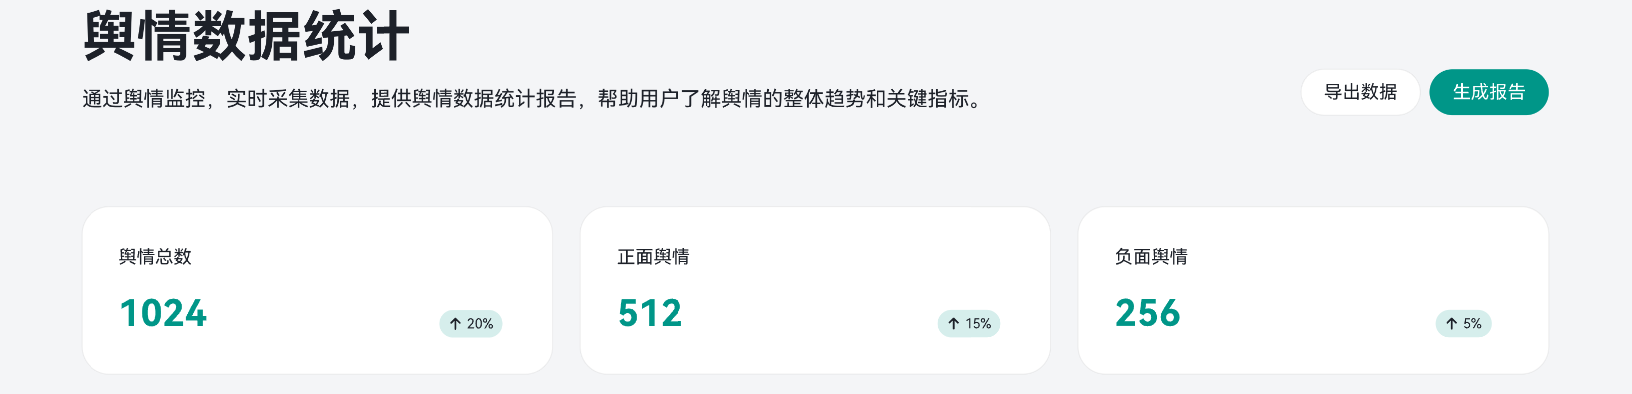 舆情数据统计
通过舆情监控，实时采集数据，提供舆情数据统计报告，帮助用户了解舆情的整体趋势和关键指标。
导出数据
生成报告
舆情总数
1024
↑ 20%
正面舆情
512
↑ 15%
负面舆情
256
↑ 5%